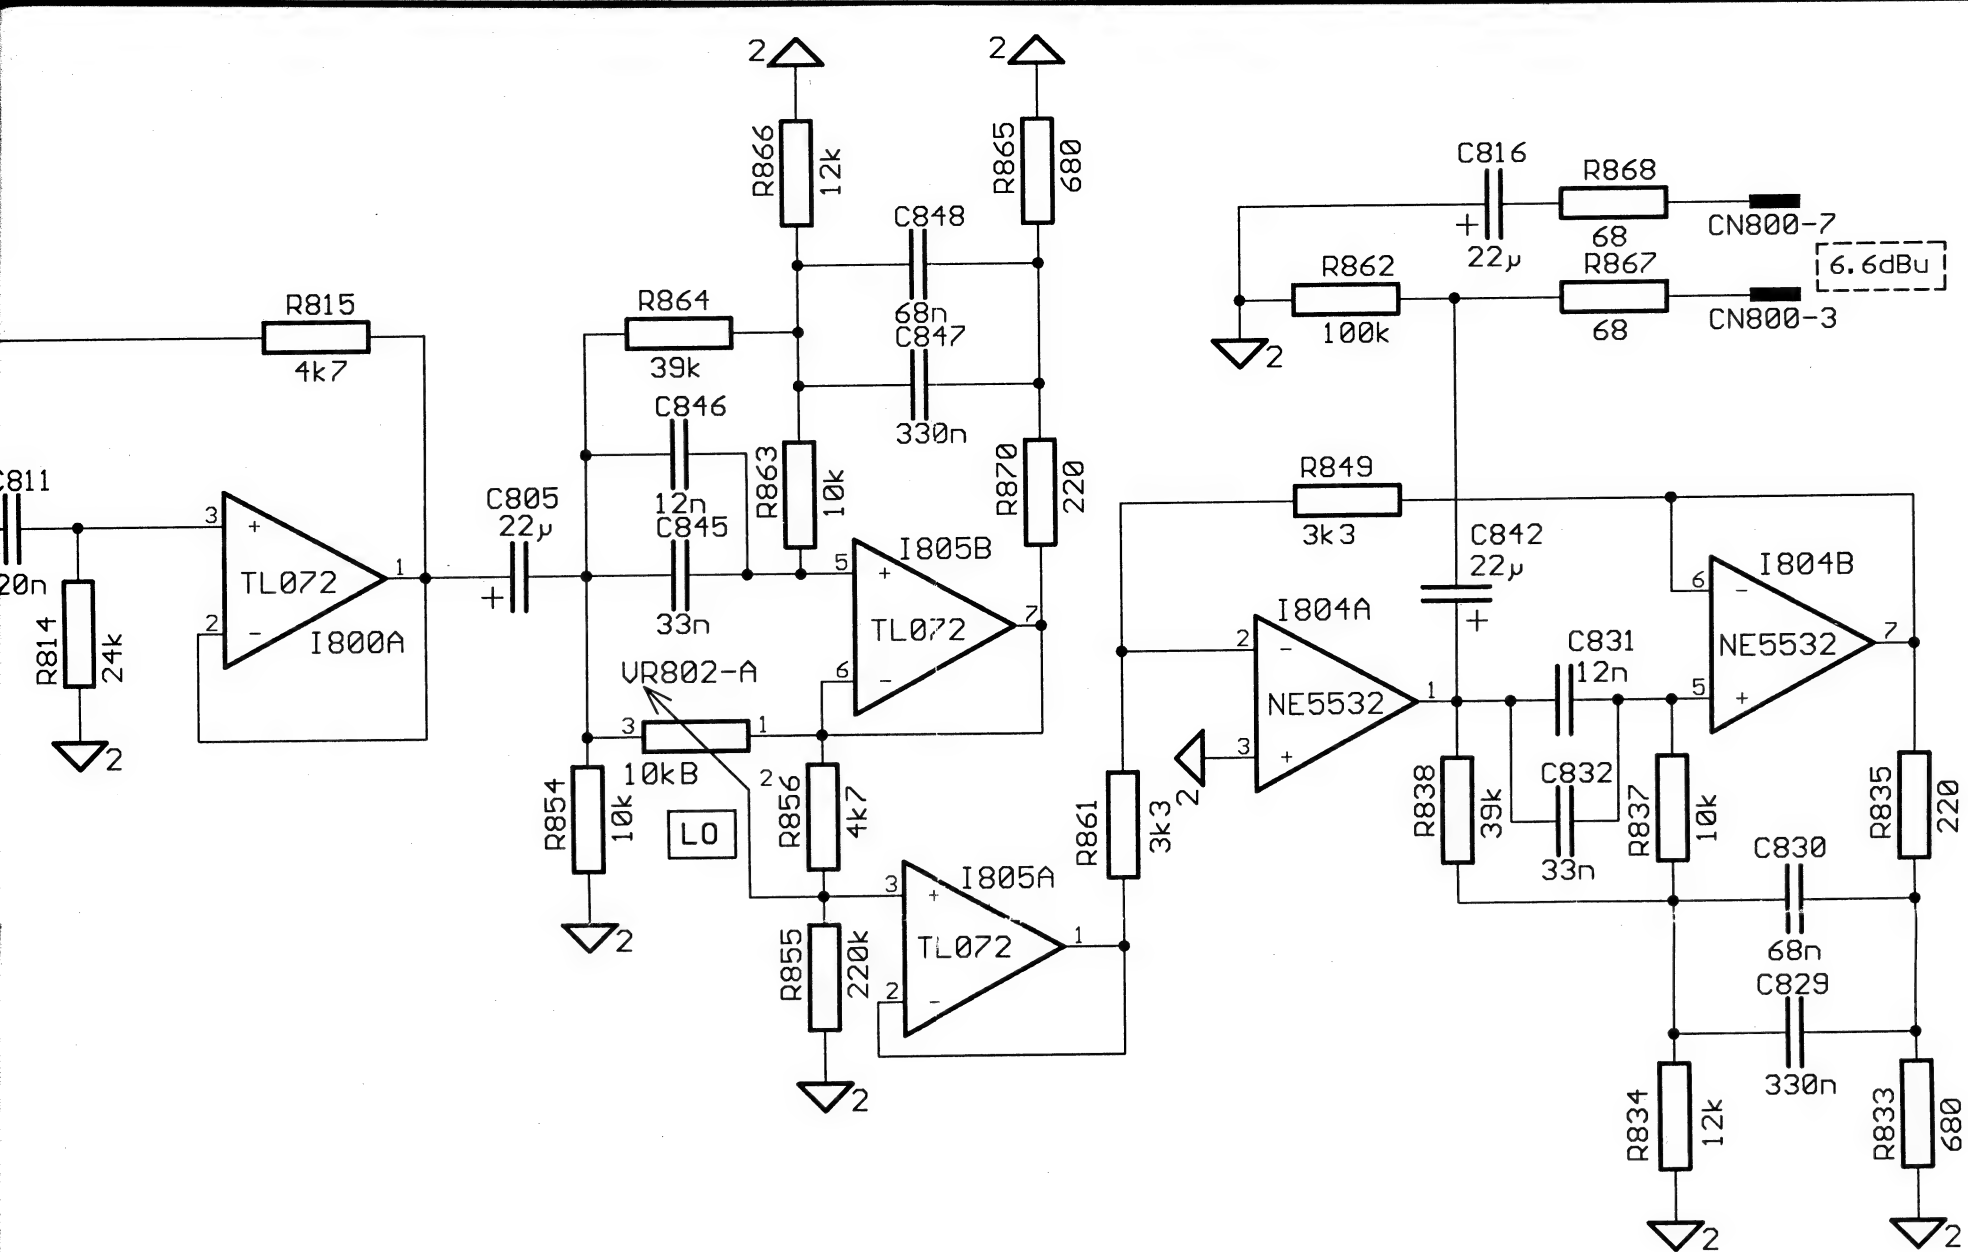 2
2
R866
12k
R865
680
C816
+
22µ
R868
68
CN800-7
C848
68n
R862
100k
R867
68
CN800-3
6.6dBu
2
R815
4k7
R864
39k
C847
330n
C846
12n
R863
10k
R870
220
R849
3k3
C811
20n
3
+
TL072
1
2
-
I800A
R814
24k
2
C805
22µ
+
C845
33n
5
+
I805B
TL072
7
6
-
C842
22µ
+
I804B
6
-
NE5532
7
5
+
I804A
2
-
NE5532
1
3
+
2
C831
12n
VR802-A
3
1
10kB
2
LO
R854
10k
2
R856
4k7
R861
3k3
R838
39k
C832
33n
R837
10k
R835
220
C830
68n
I805A
3
+
TL072
1
2
-
R855
220k
2
C829
330n
R834
12k
2
R833
680
2